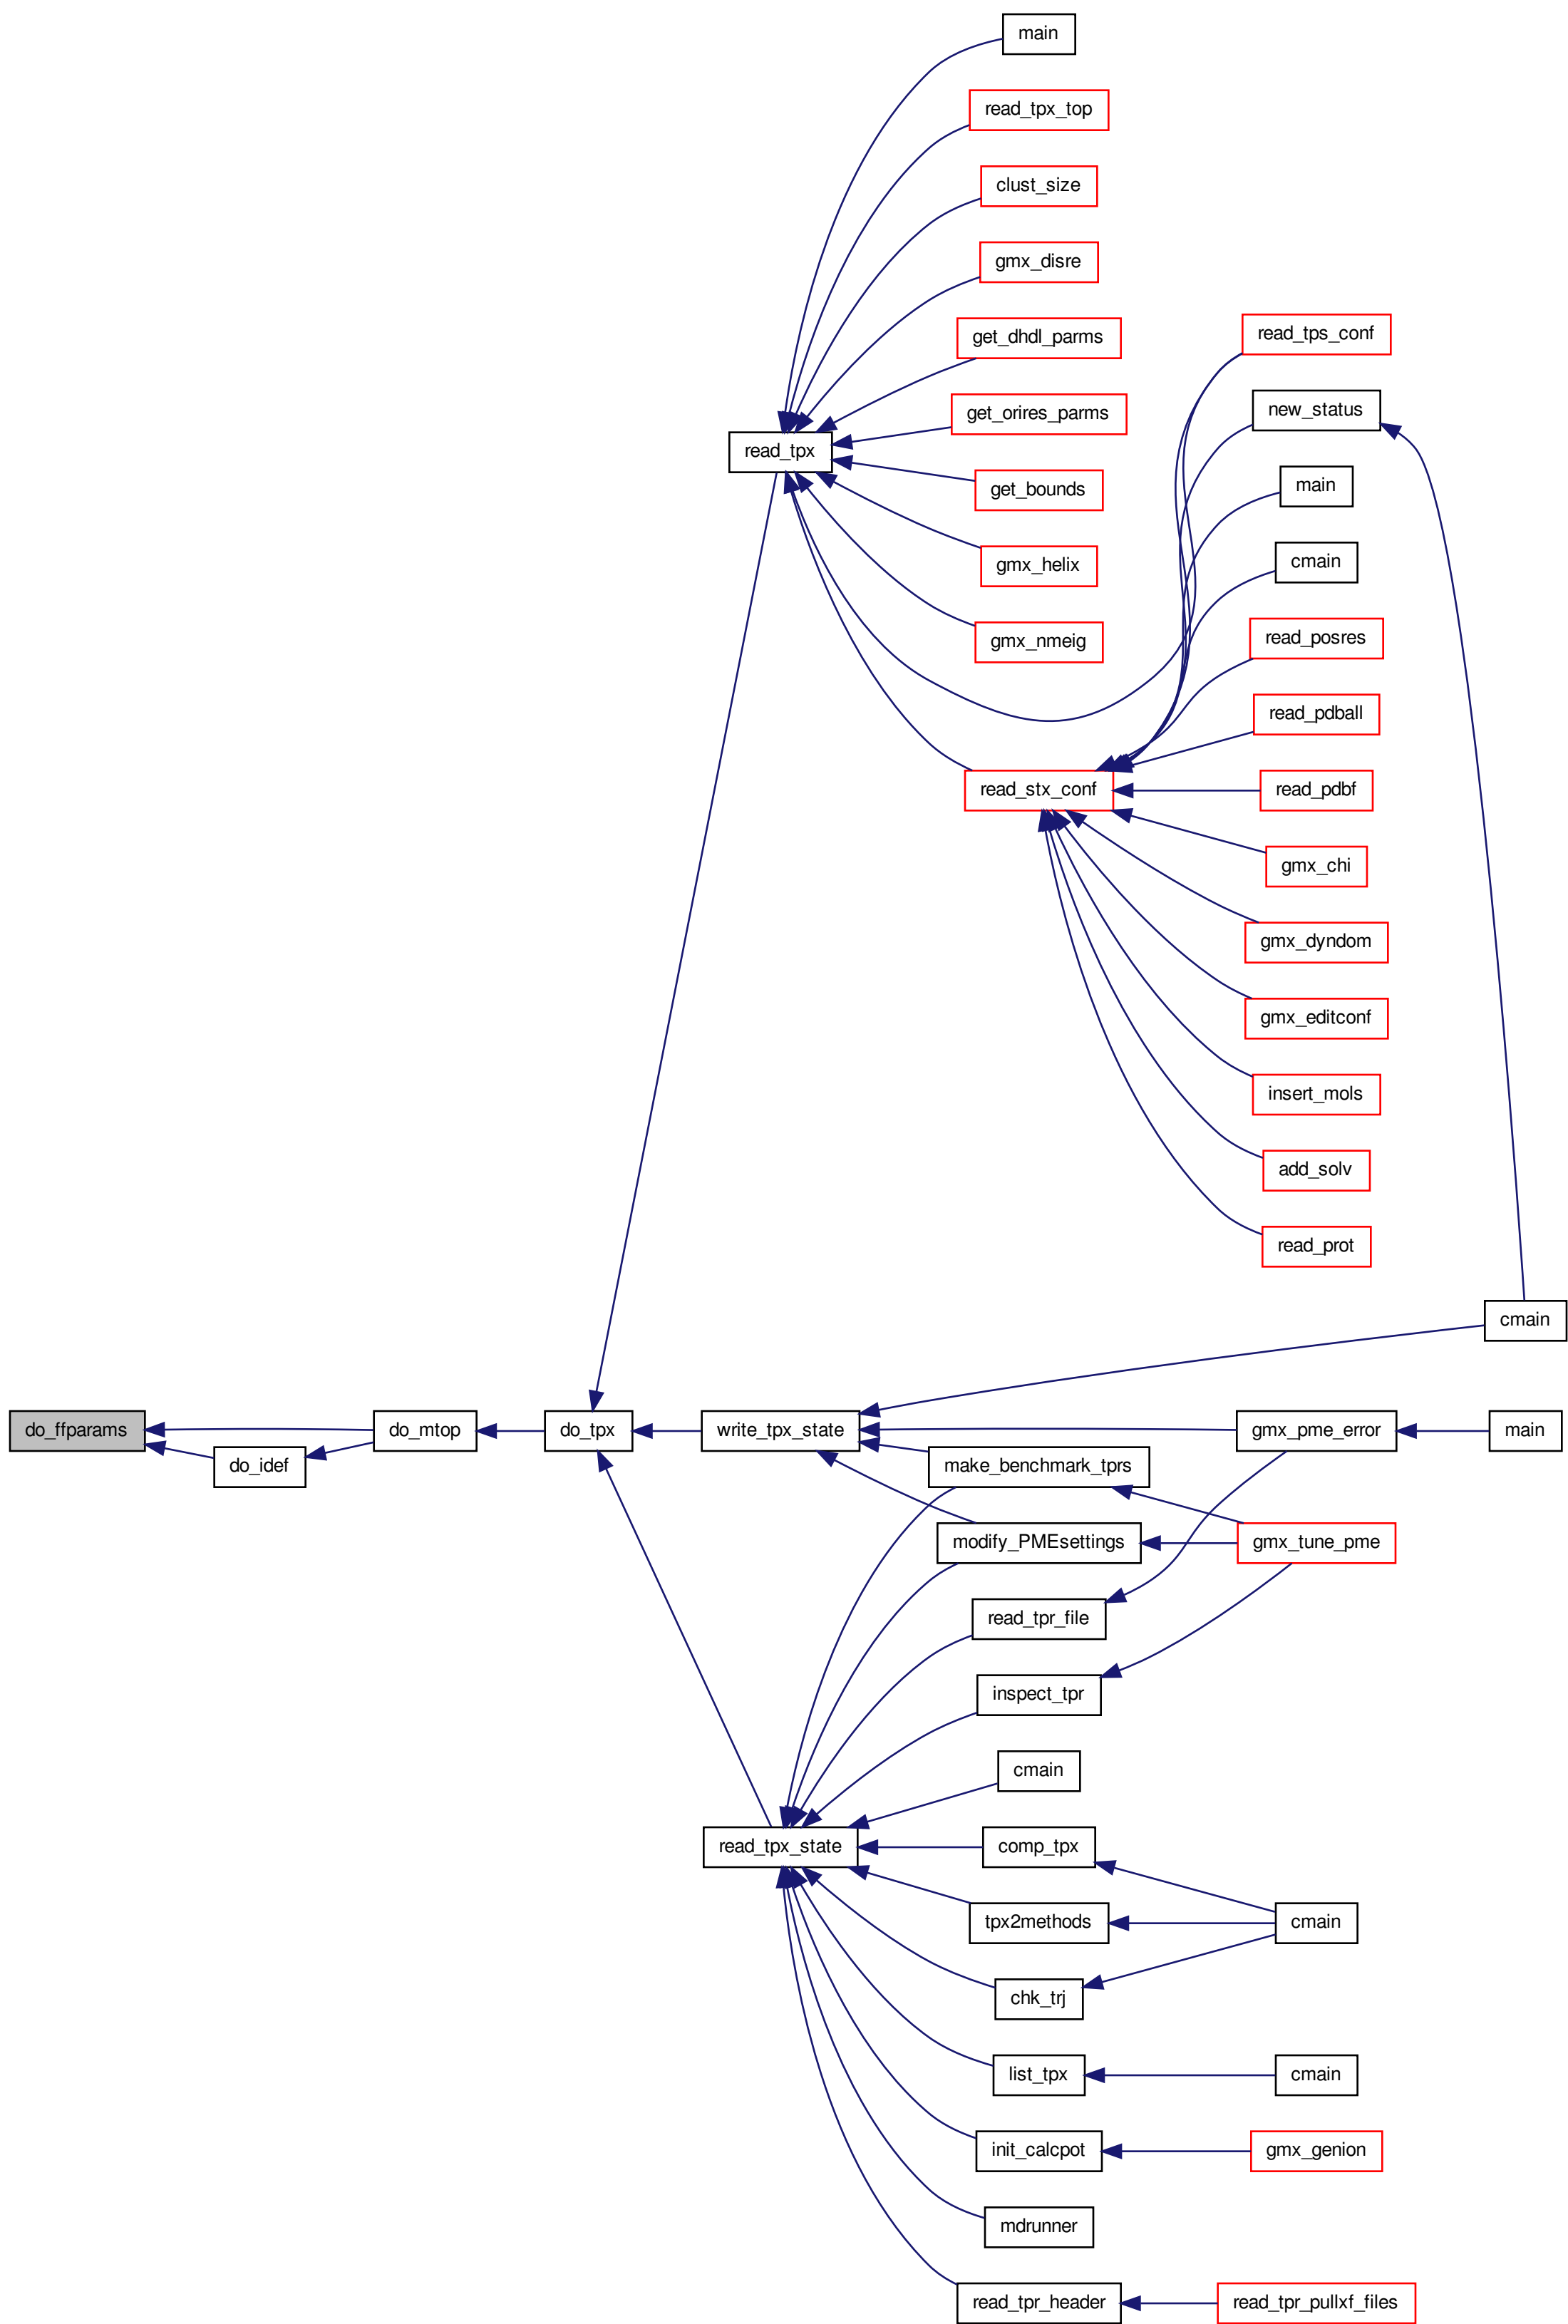 main
read_tpx_top
clust_size
gmx_disre
read_tps_conf
get_dhdl_parms
get_orires_parms
new_status
read_tpx
get_bounds
main
gmx_helix
cmain
gmx_nmeig
read_posres
read_pdball
read_stx_conf
read_pdbf
gmx_chi
gmx_dyndom
gmx_editconf
insert_mols
add_solv
read_prot
cmain
do_ffparams
do_mtop
do_tpx
write_tpx_state
gmx_pme_error
main
do_idef
make_benchmark_tprs
modify_PMEsettings
gmx_tune_pme
read_tpr_file
inspect_tpr
cmain
read_tpx_state
comp_tpx
tpx2methods
cmain
chk_trj
list_tpx
cmain
init_calcpot
gmx_genion
mdrunner
read_tpr_header
read_tpr_pullxf_files